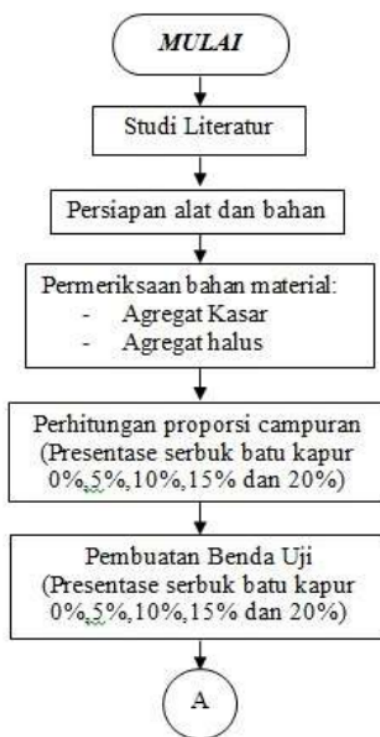 MULAI
Studi Literatur
Persiapan alat dan bahan
Permeriksaan bahan material:
- Agregat Kasar
- Agregat halus
Perhitungan proporsi campuran
(Presentase serbuk batu kapur
0%,5%,10%,15% dan 20%)
Pembuatan Benda Uji
(Presentase serbuk batu kapur
0%,5%,10%,15% dan 20%)
A